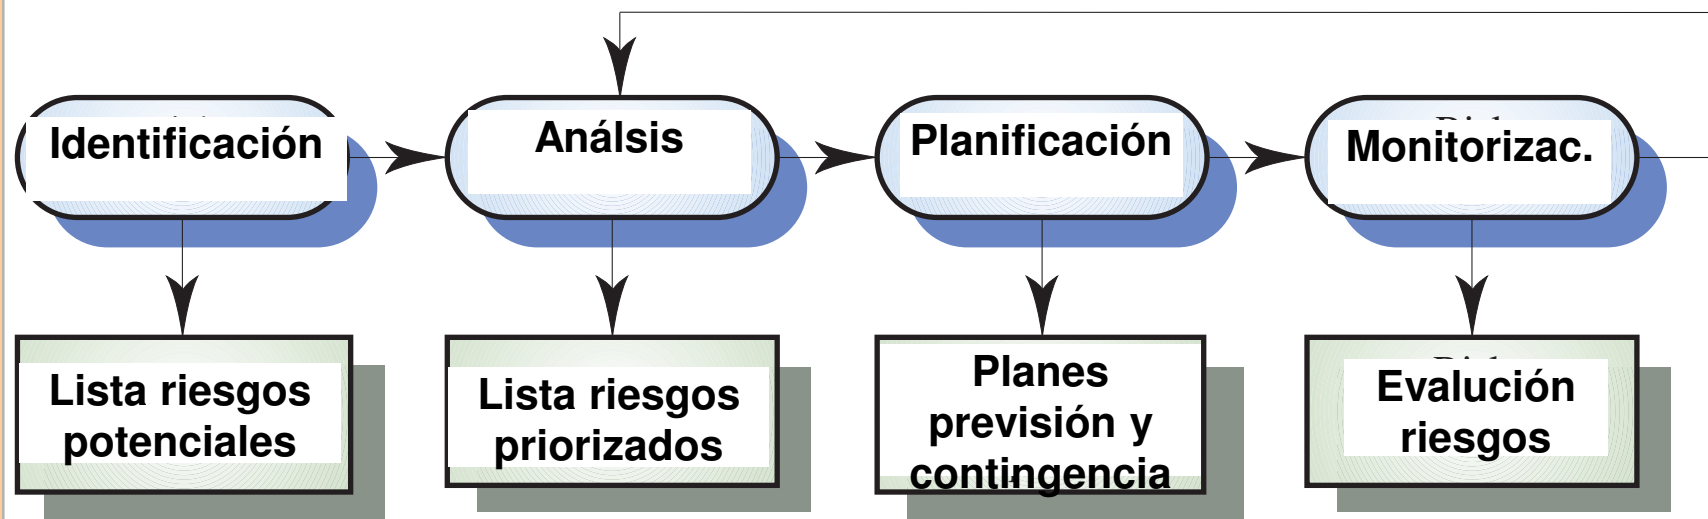 Identificación
Análsis
Planificación
Monitorizac.
Lista riesgos
potenciales
Lista riesgos
priorizados
Planes
previsión y
contingencia
Evalución
riesgos